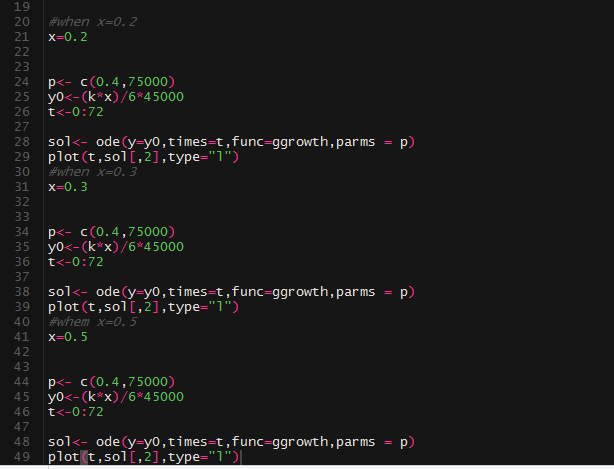 19
20 #when x=0.2
21 x=0.2
22
23
24 p<- c(0.4,75000)
25 y0<-(k*x)/6*45000
26 t<-0:72
27
28 sol<- ode(y=y0,times=t,func=ggrowth,parms = p)
29 plot(t,sol[,2],type="l")
30 #when x=0.3
31 x=0.3
32
33
34 p<- c(0.4,75000)
35 y0<-(k*x)/6*45000
36 t<-0:72
37
38 sol<- ode(y=y0,times=t,func=ggrowth,parms = p)
39 plot(t,sol[,2],type="l")
40 #whem x=0.5
41 x=0.5
42
43
44 p<- c(0.4,75000)
45 y0<-(k*x)/6*45000
46 t<-0:72
47
48 sol<- ode(y=y0,times=t,func=ggrowth,parms = p)
49 plot(t,sol[,2],type="l")